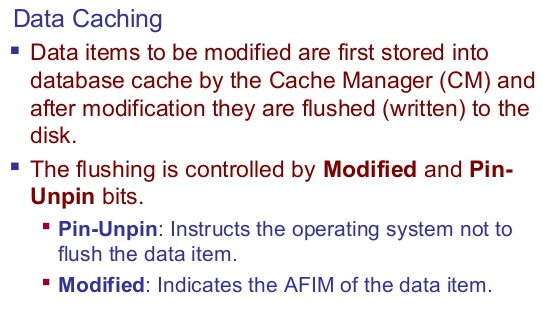 Data Caching
Data items to be modified are first stored into
database cache by the Cache Manager (CM) and
after modification they are flushed (written) to the
disk.
The flushing is controlled by Modified and Pin-
Unpin bits.
Pin-Unpin: Instructs the operating system not to
flush the data item.
Modified: Indicates the AFIM of the data item.